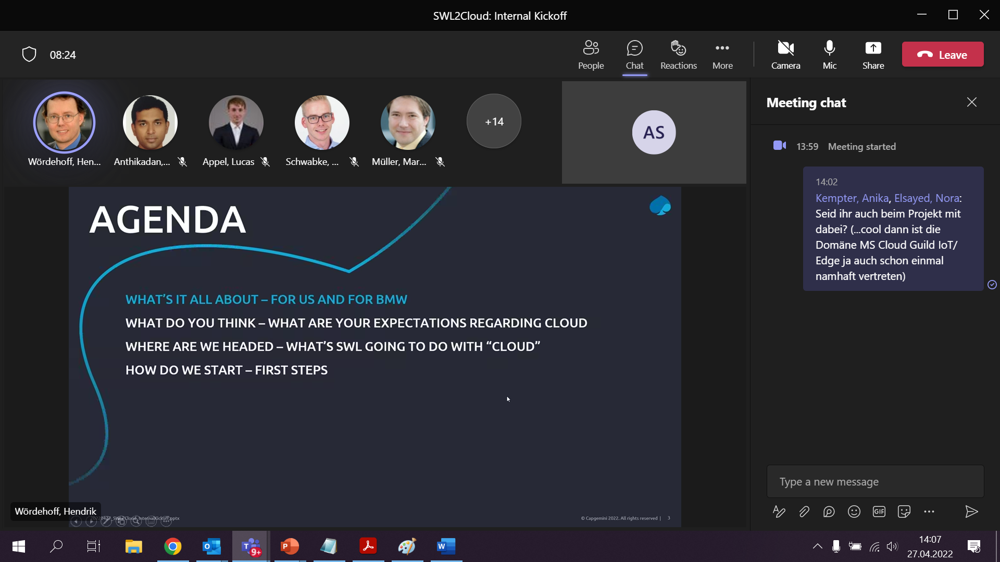 SWL2Cloud: Internal Kickoff
08:24
People
Chat
Reactions
More
Camera
Mic
Share
Leave
Wördehoff, Hen...
Anthikadan,...
Appel, Lucas
Schwabke, ...
Müller, Mar...
+14
AS
AGENDA
WHAT'S IT ALL ABOUT – FOR US AND FOR BMW
WHAT DO YOU THINK – WHAT ARE YOUR EXPECTATIONS REGARDING CLOUD
WHERE ARE WE HEADED – WHAT'S SWL GOING TO DO WITH “CLOUD”
HOW DO WE START – FIRST STEPS
Wördehoff, Hendrik
20220427_SWL2Cloud_InternalKickoff.pptx
© Capgemini 2022. All rights reserved |
3
Meeting chat
13:59 Meeting started
14:02
Kempter, Anika, Elsayed, Nora:
Seid ihr auch beim Projekt mit
dabei? (...cool dann ist die
Domäne MS Cloud Guild IoT/
Edge ja auch schon einmal
namhaft vertreten)
Type a new message
GIF
9+
14:07
27.04.2022